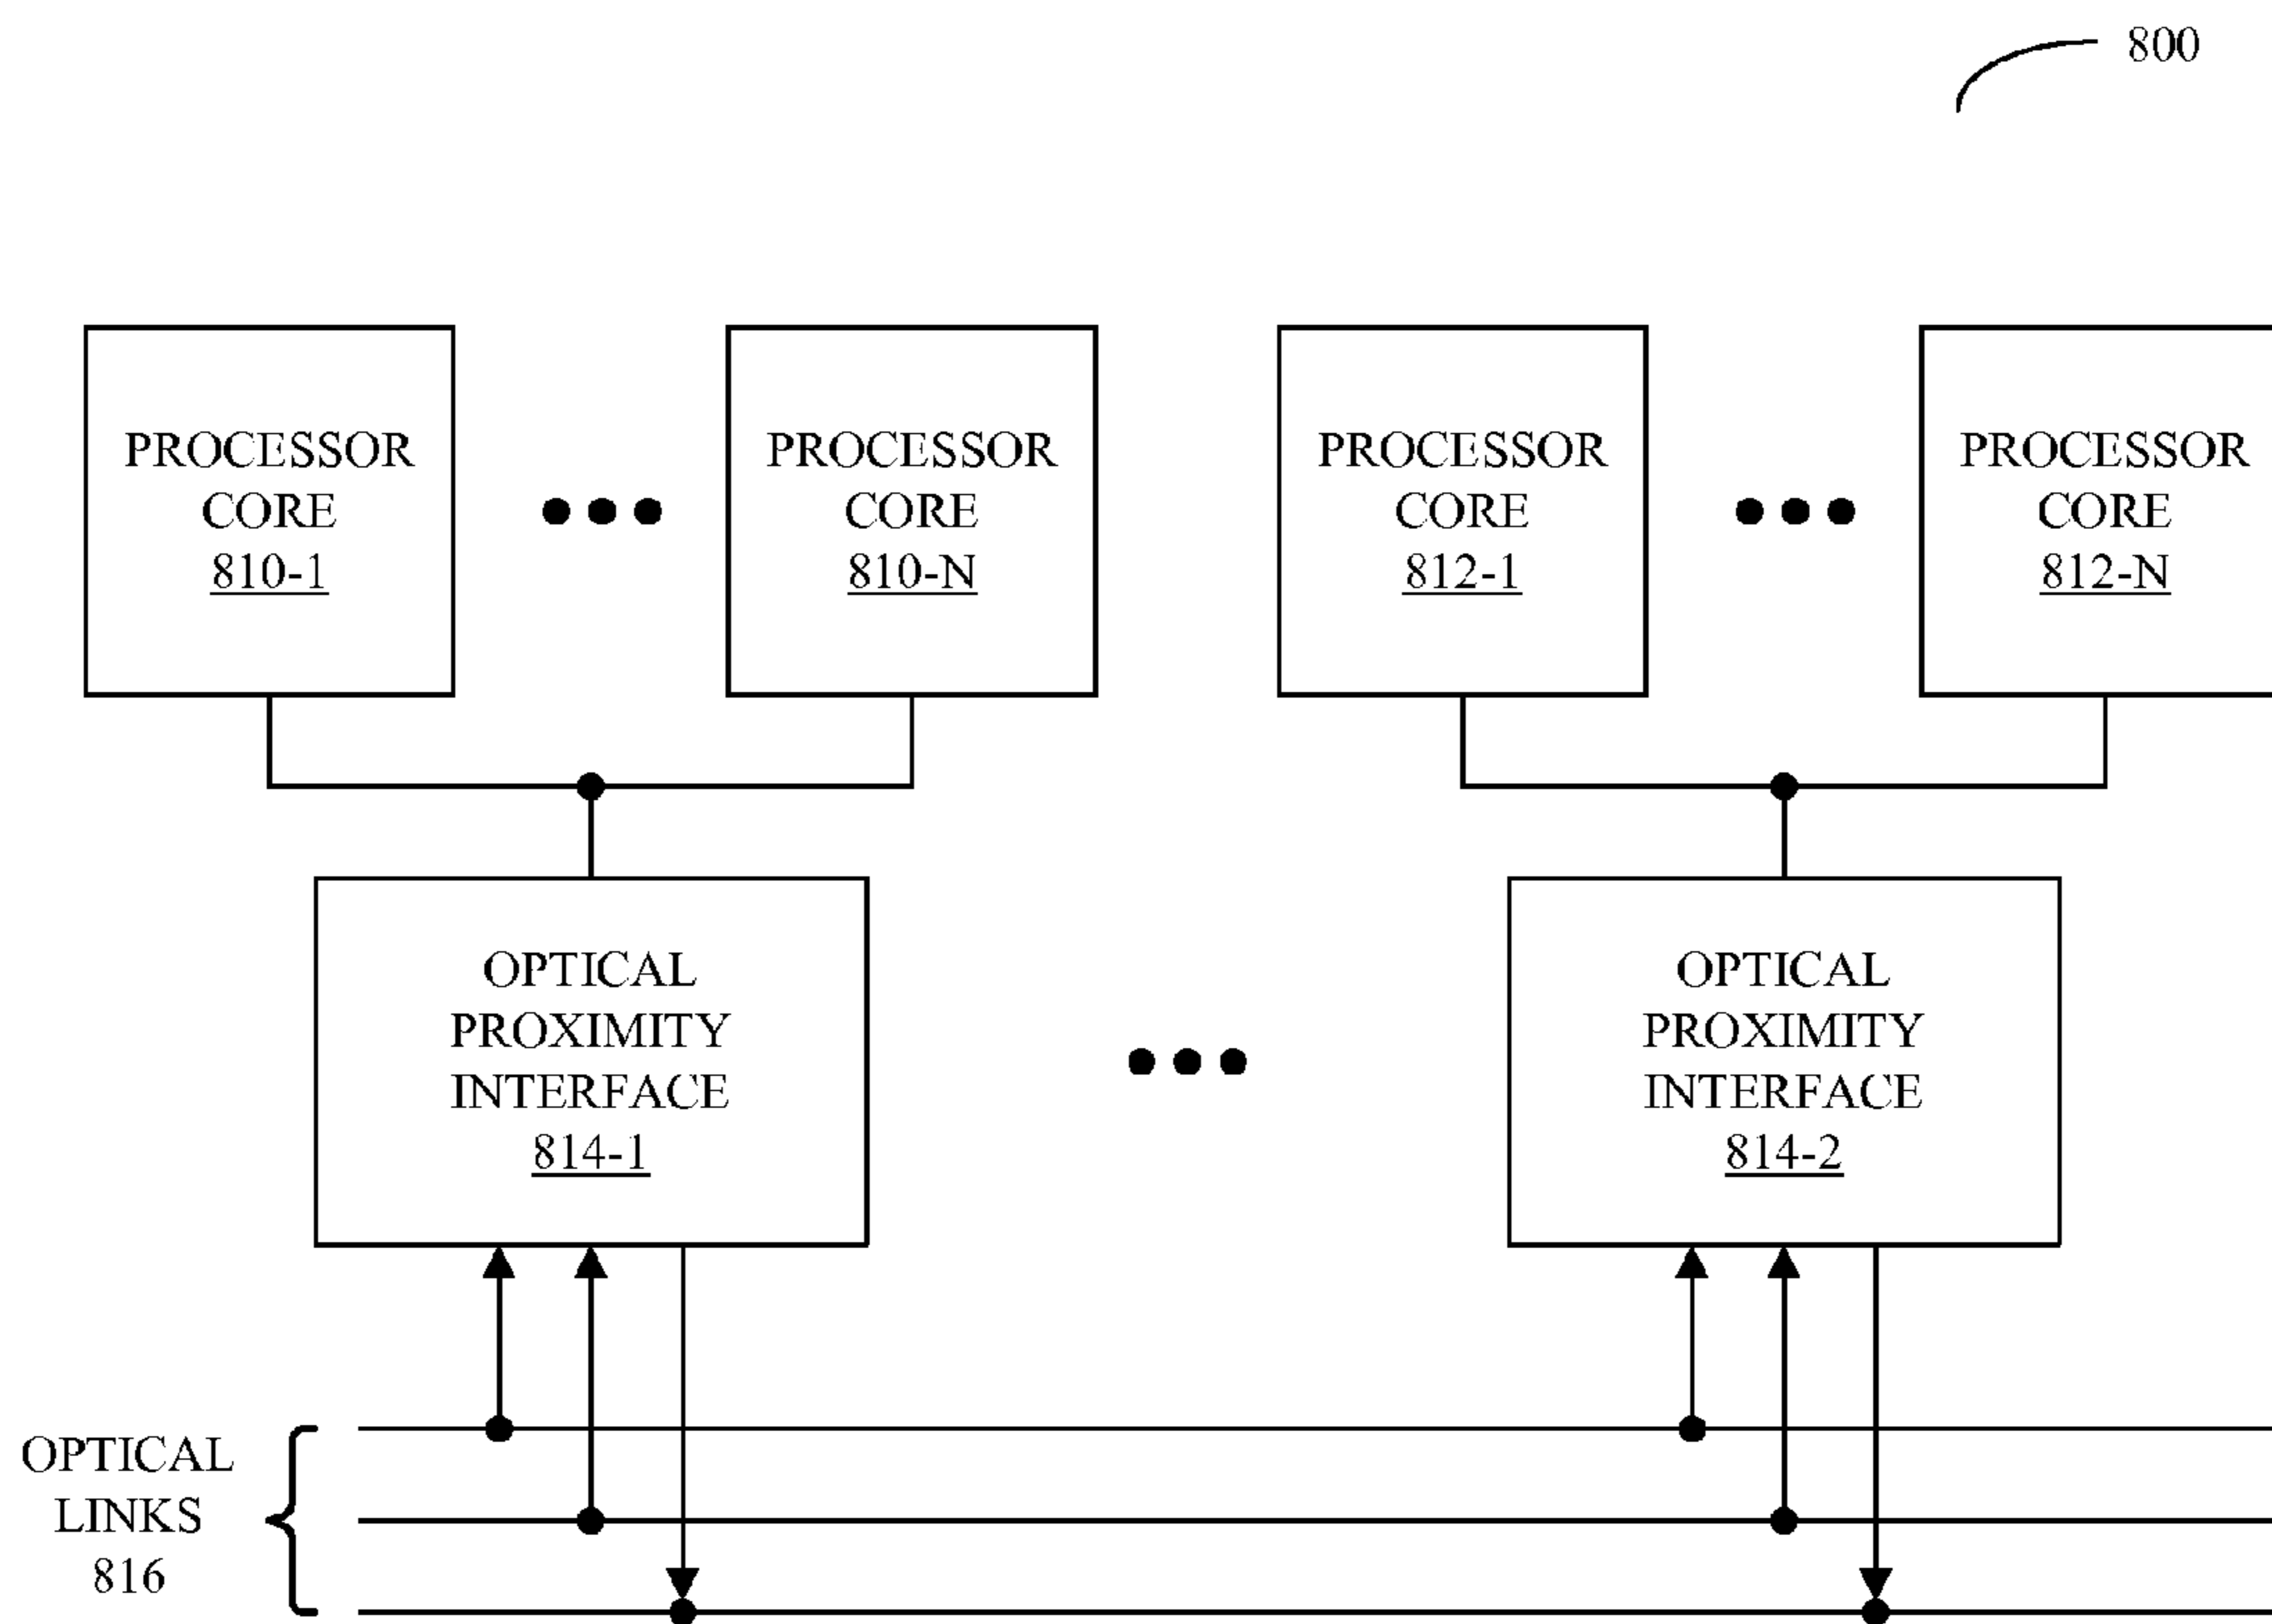 800
PROCESSOR
CORE
810-1
PROCESSOR
CORE
810-N
PROCESSOR
CORE
812-1
PROCESSOR
CORE
812-N
OPTICAL
PROXIMITY
INTERFACE
814-1
OPTICAL
PROXIMITY
INTERFACE
814-2
OPTICAL
LINKS
816